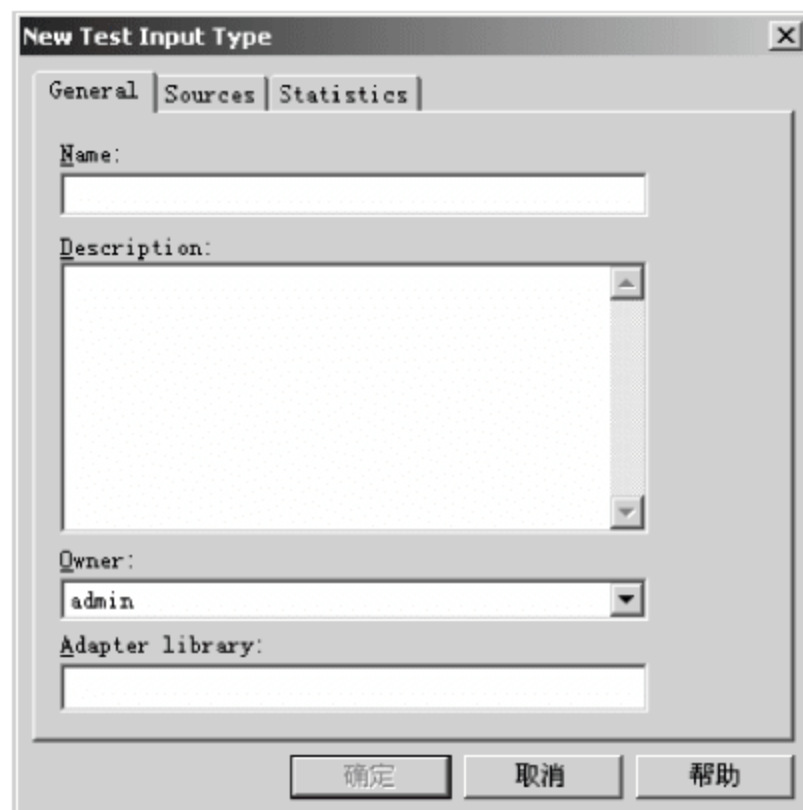 New Test Input Type
General Sources Statistics
Name:
Description:
Owner:
admin
Adapter library:
确定 取消 帮助